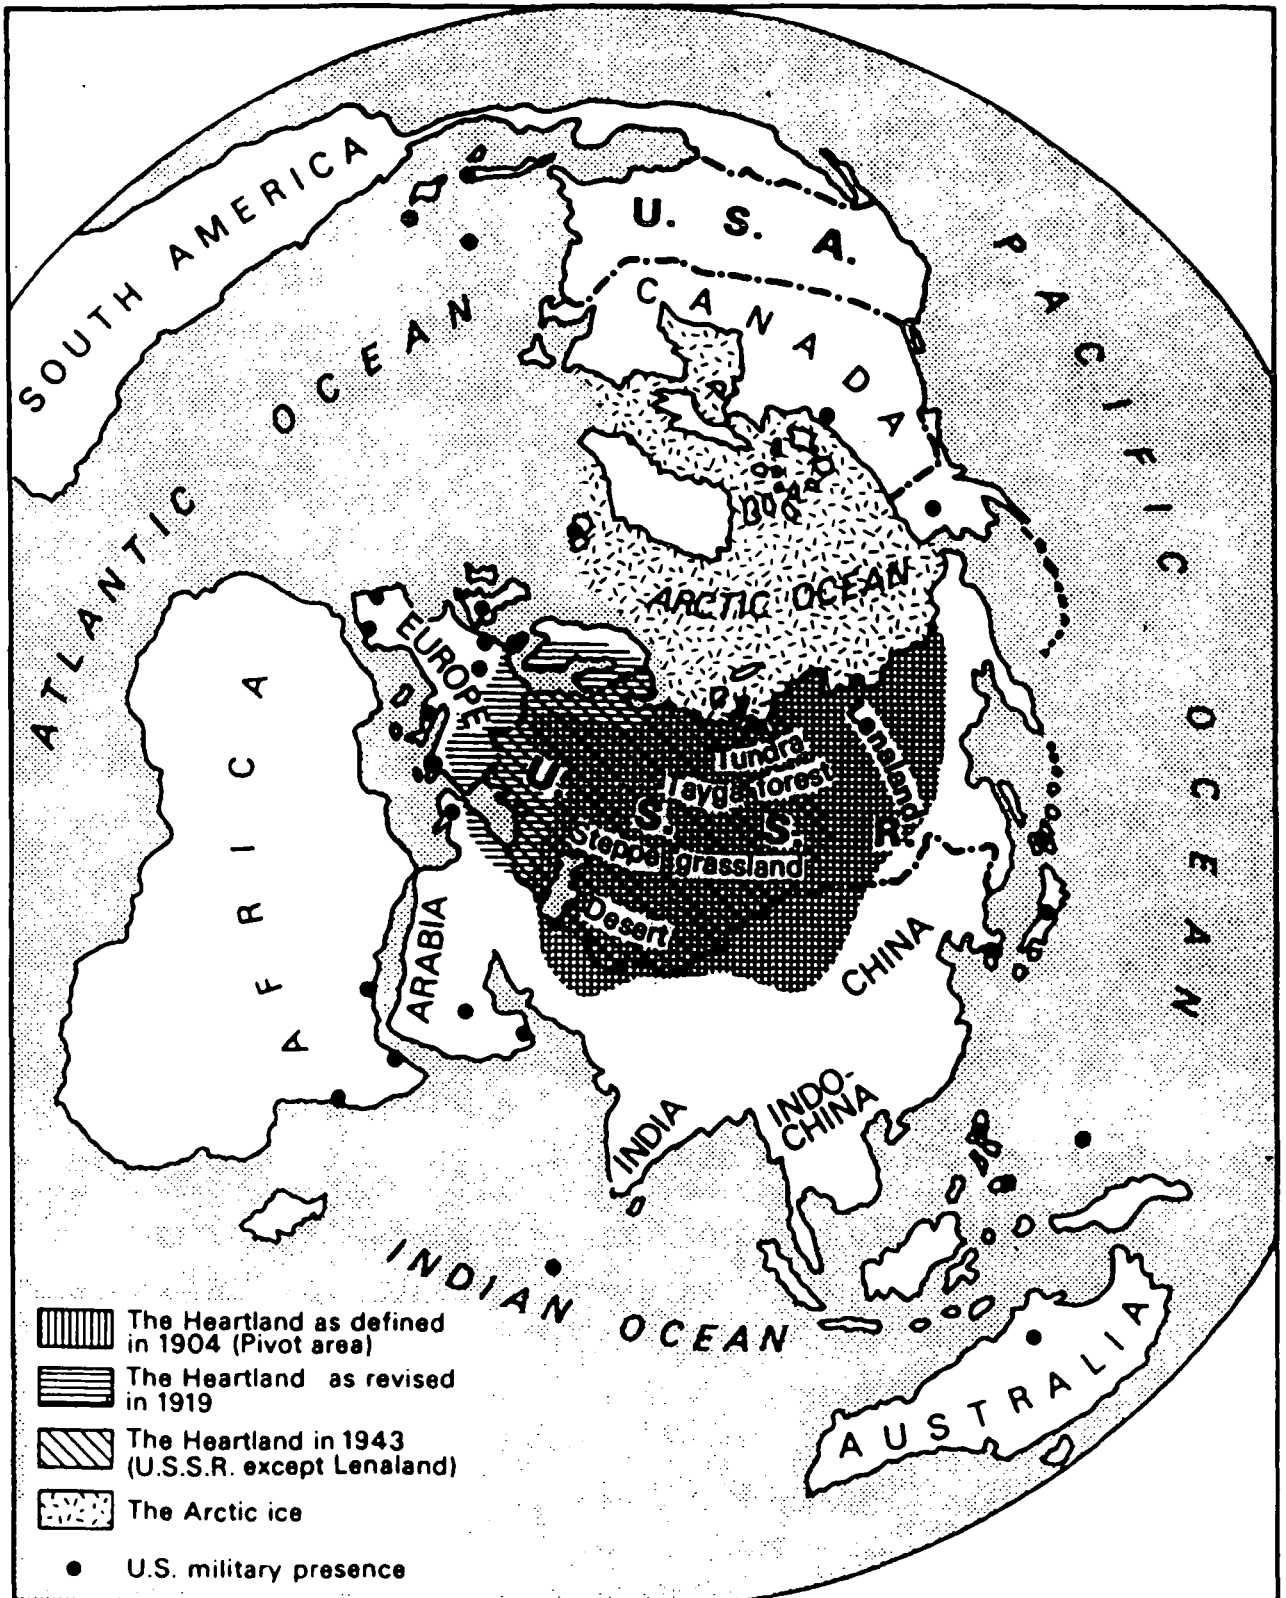 SOUTH AMERICA
U. S. A.
CANADA
PACIFIC OCEAN
ATLANTIC OCEAN
ARCTIC OCEAN
EUROPE
AFRICA
Tundra
Tayga forest
Lenaland
U. S. S. R.
Steppe grassland
Desert
ARABIA
CHINA
INDIA
INDO-
CHINA
INDIAN OCEAN
AUSTRALIA
The Heartland as defined
in 1904 (Pivot area)
The Heartland as revised
in 1919
The Heartland in 1943
(U.S.S.R. except Lenaland)
The Arctic ice
U.S. military presence